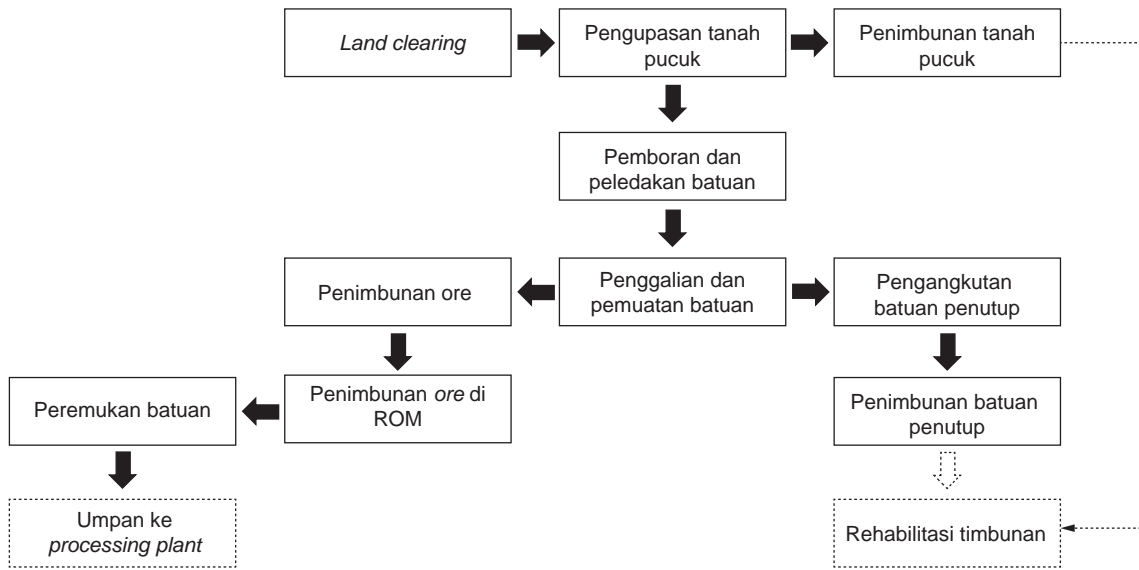 Land clearing
Pengupasan tanah
pucuk
Penimbunan tanah
pucuk
Pemboran dan
peledakan batuan
Penimbunan ore
Penggalian dan
pemuatan batuan
Pengangkutan
batuan penutup
Peremukan batuan
Penimbunan ore di
ROM
Penimbunan batuan
penutup
Umpan ke
processing plant
Rehabilitasi timbunan